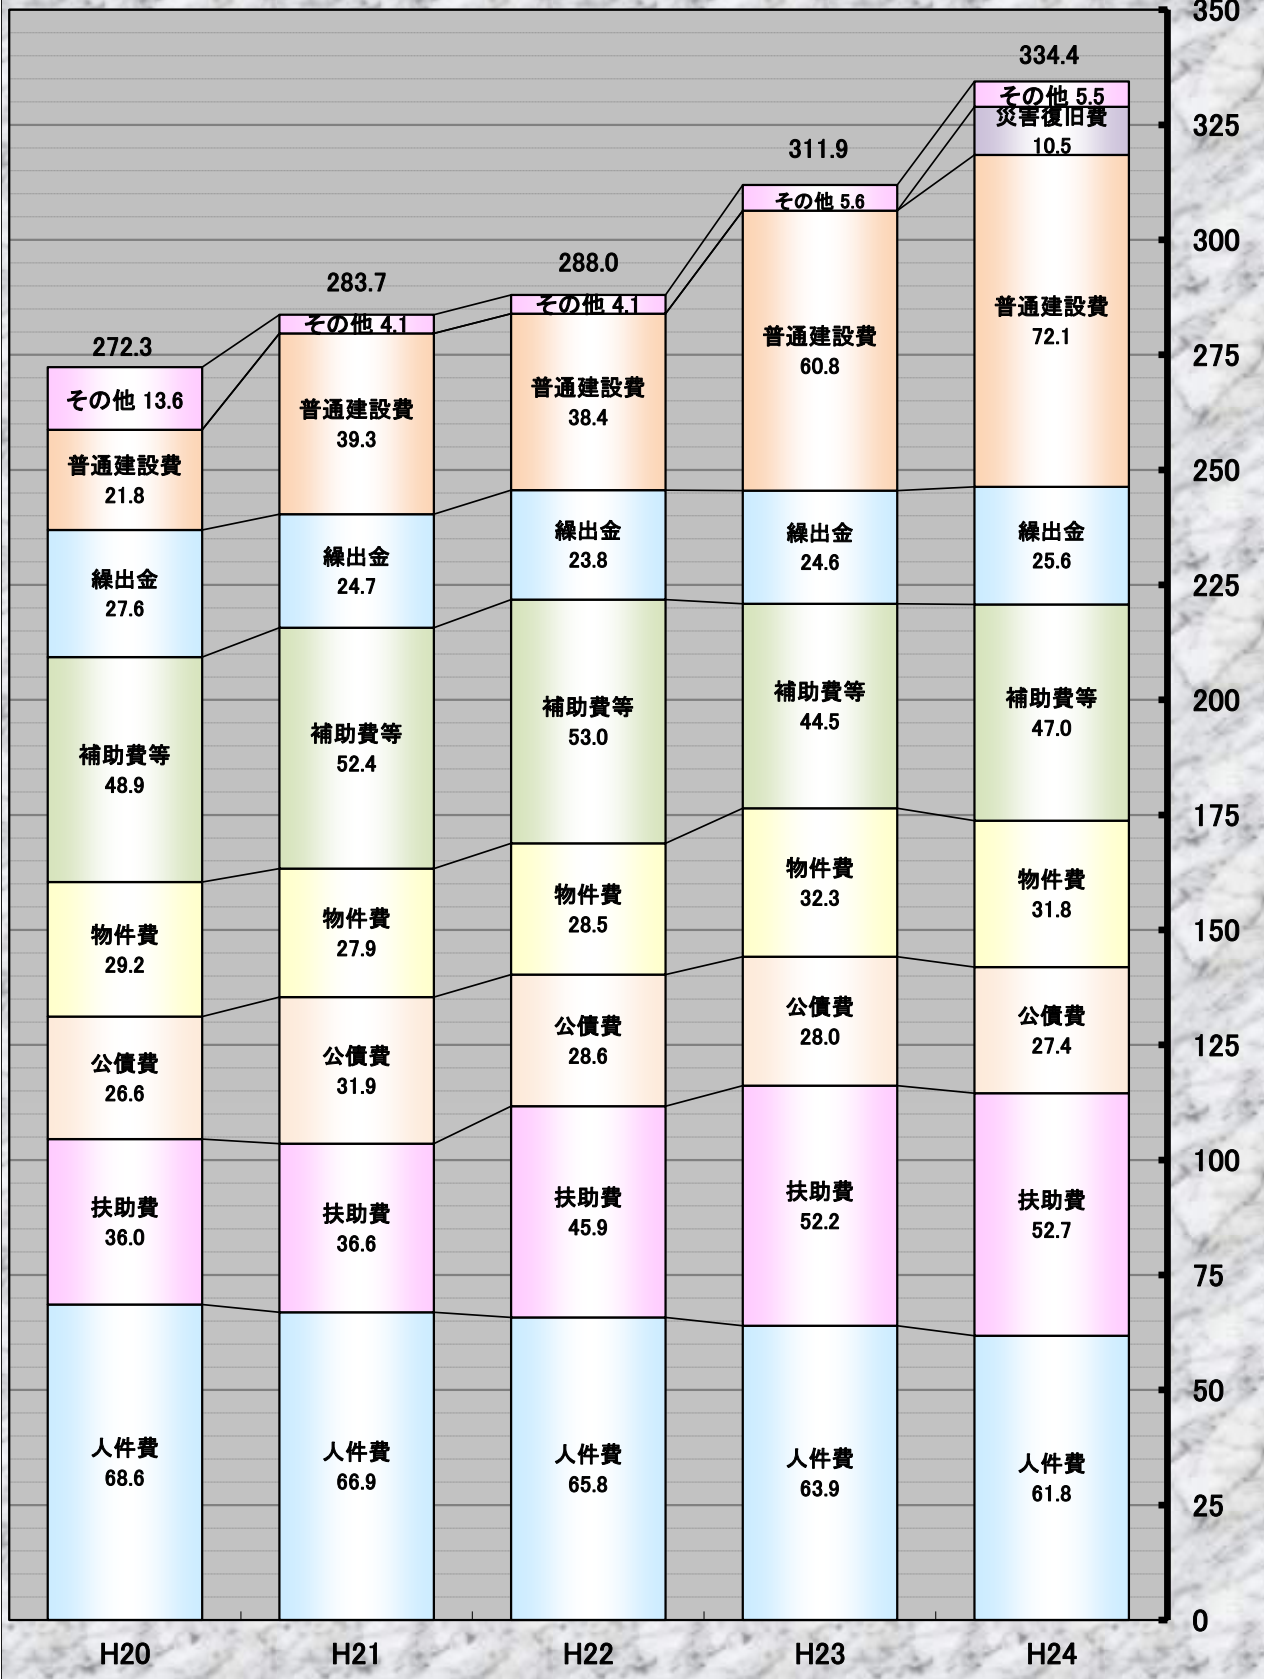 350
334.4
その他 5.5
災害復旧費
10.5
325
311.9
その他 5.6
300
288.0
283.7
その他 4.1
その他 4.1
普通建設費
72.1
普通建設費
60.8
275
272.3
その他 13.6
普通建設費
38.4
普通建設費
39.3
普通建設費
21.8
250
繰出金
27.6
繰出金
24.7
繰出金
23.8
繰出金
24.6
繰出金
25.6
225
補助費等
48.9
補助費等
52.4
補助費等
53.0
補助費等
44.5
補助費等
47.0
200
175
物件費
29.2
物件費
27.9
物件費
28.5
物件費
32.3
物件費
31.8
150
公債費
26.6
公債費
31.9
公債費
28.6
公債費
28.0
公債費
27.4
125
100
扶助費
36.0
扶助費
36.6
扶助費
45.9
扶助費
52.2
扶助費
52.7
75
50
人件費
68.6
人件費
66.9
人件費
65.8
人件費
63.9
人件費
61.8
25
0
H20
H21
H22
H23
H24